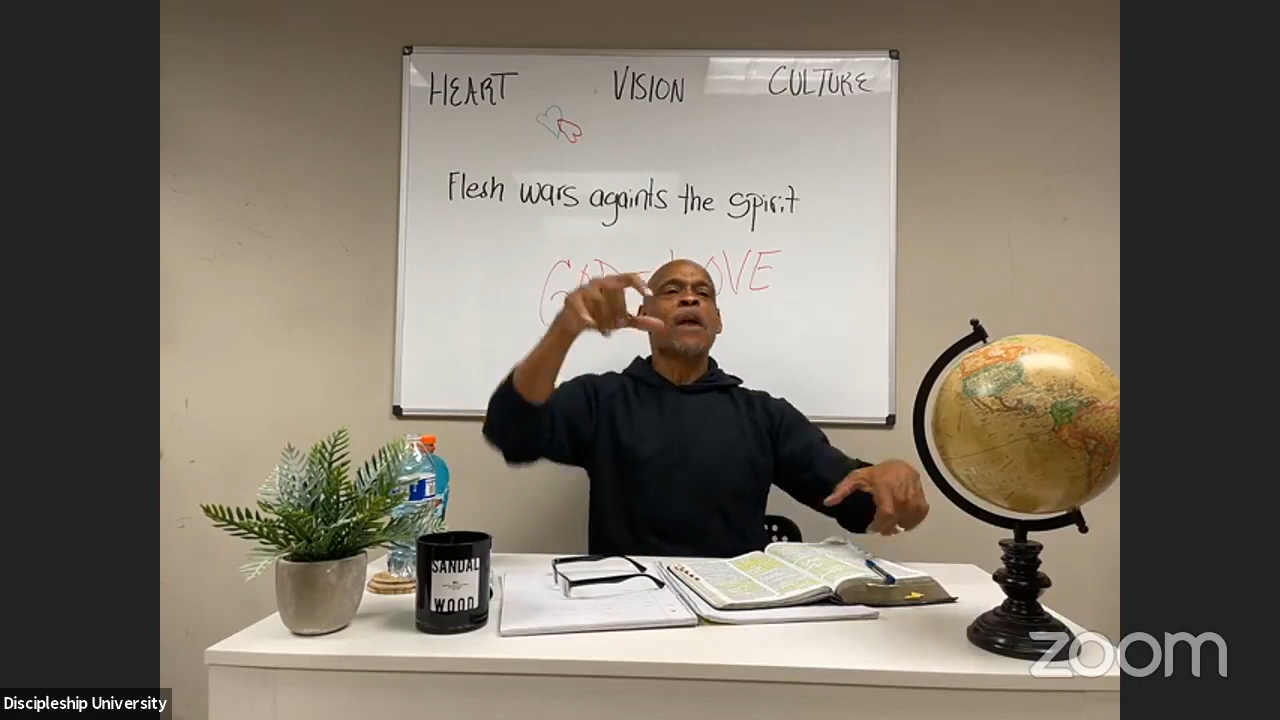 HEART VISION CULTURE
Flesh wars againts the spirit
LOVE
SANDAL
WOOD
zoom
Discipleship University